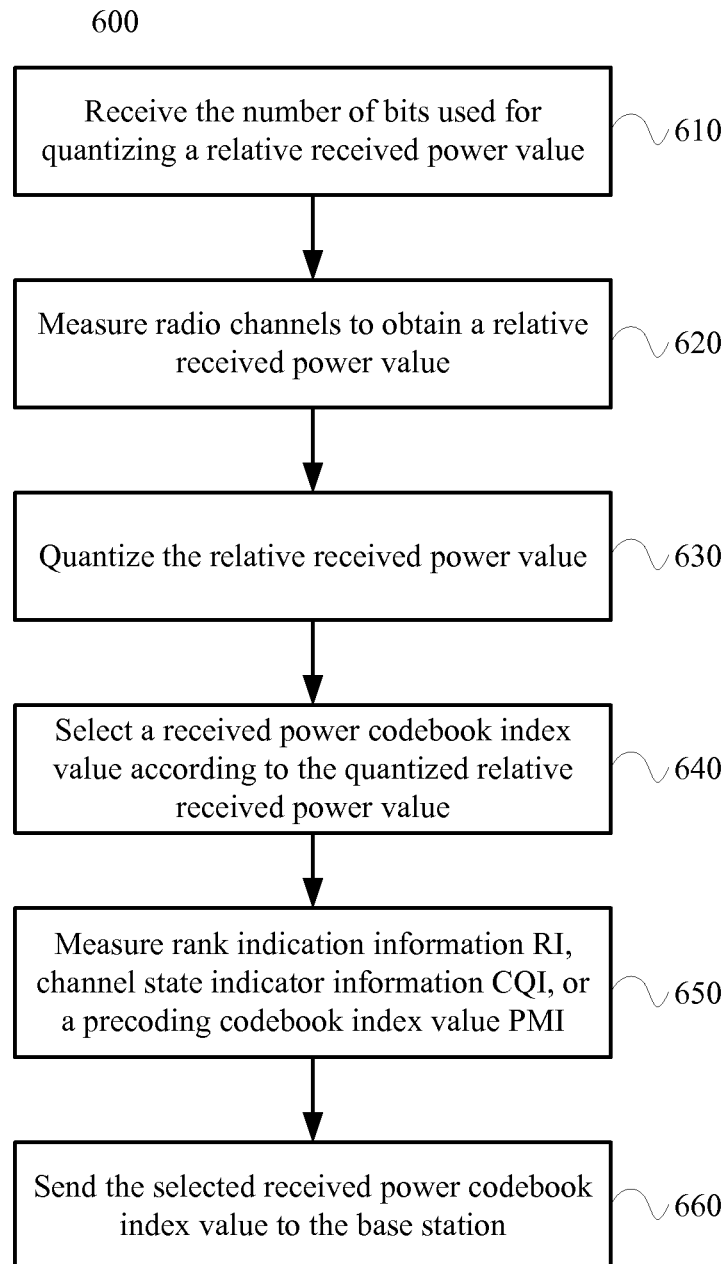 600
Receive the number of bits used for
quantizing a relative received power value
610
Measure radio channels to obtain a relative
received power value
620
Quantize the relative received power value
630
Select a received power codebook index
value according to the quantized relative
received power value
640
Measure rank indication information RI,
channel state indicator information CQI, or
a precoding codebook index value PMI
650
Send the selected received power codebook
index value to the base station
660